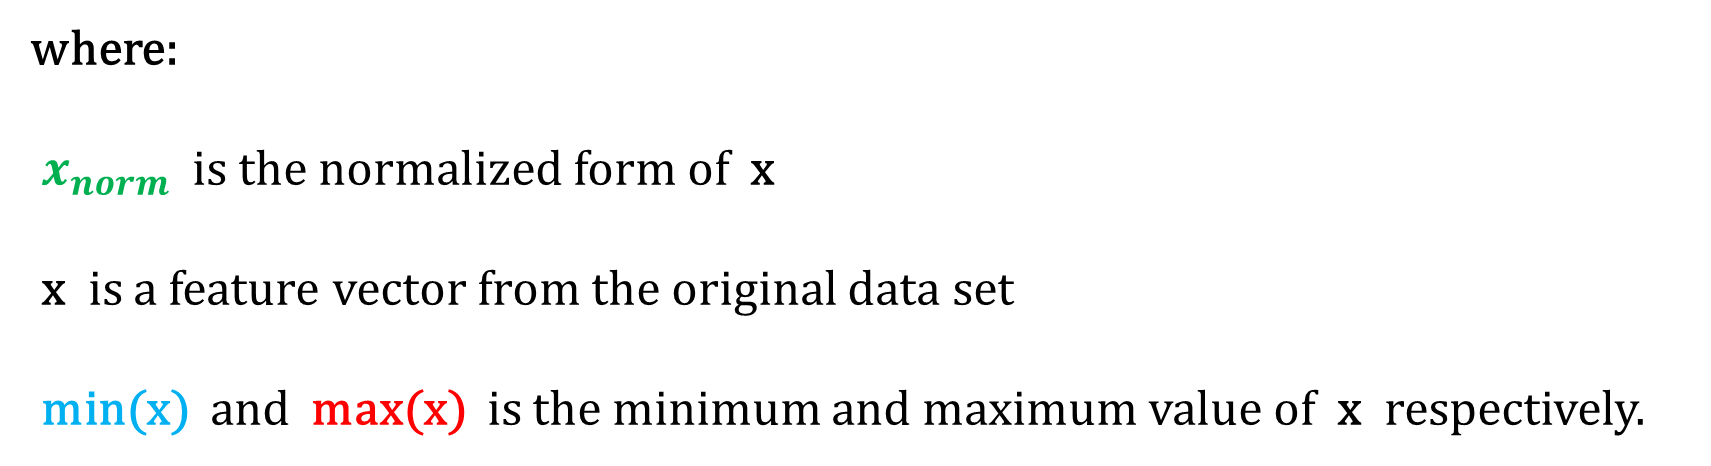 where:
x_norm is the normalized form of x
x is a feature vector from the original data set
min(x) and max(x) is the minimum and maximum value of x respectively.